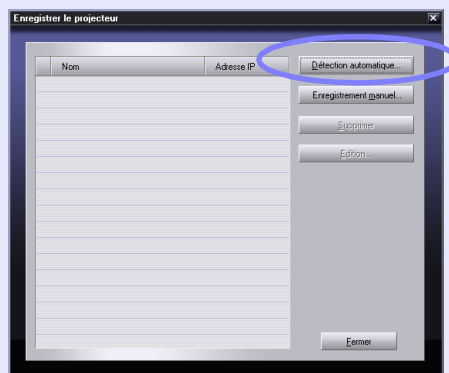 Enregistrer le projecteur
Nom Adresse IP
Détection automatique...
Enregistrement manuel...
Supprimer
Edition...
Fermer